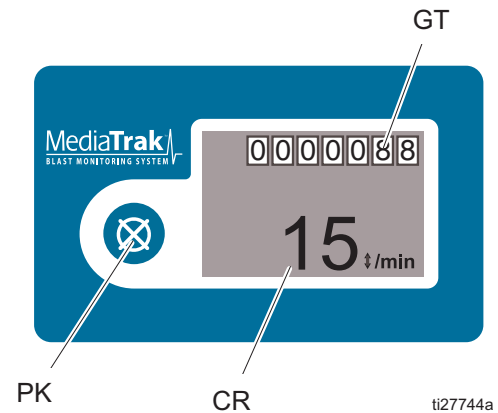 GT
MediaTrak
BLAST MONITORING SYSTEM
0000088
15 ↕/min
PK
CR
ti27744a